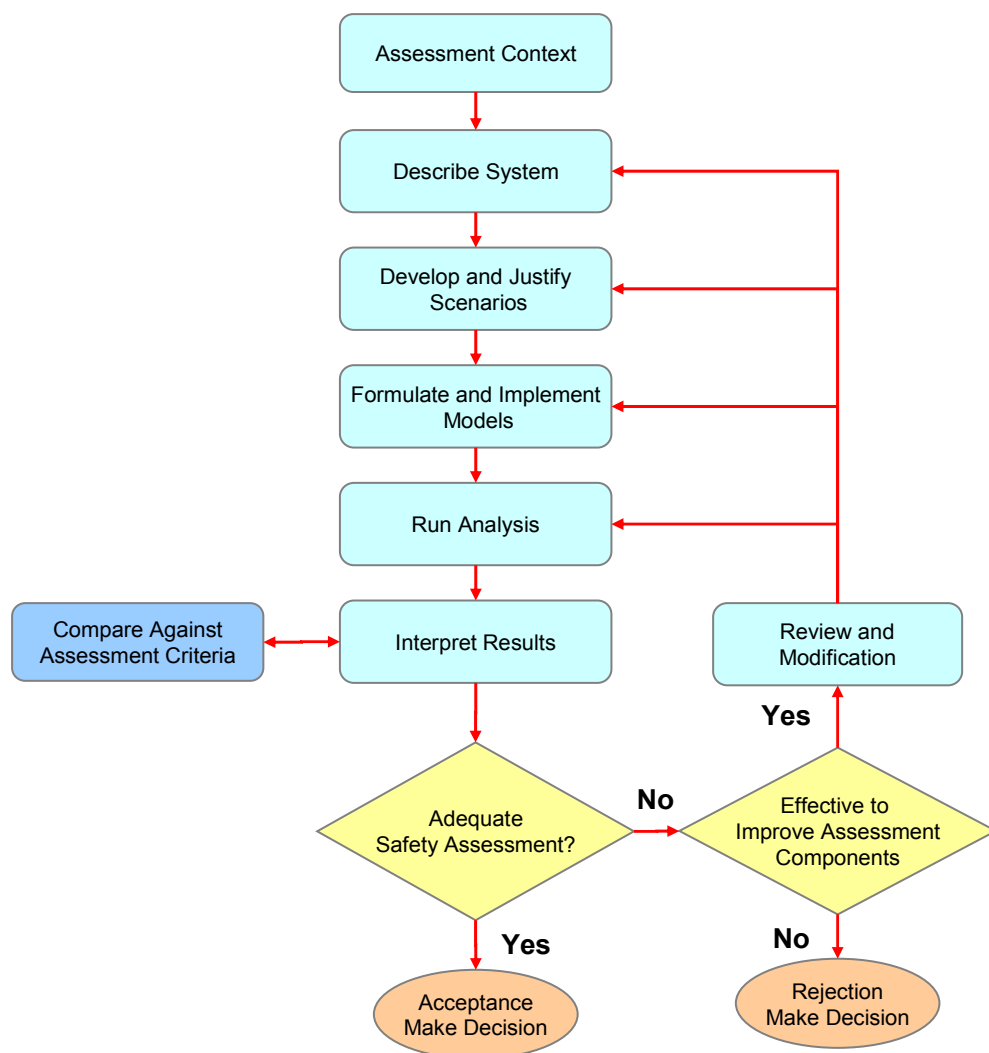 Assessment Context
Describe System
Develop and Justify
Scenarios
Formulate and Implement
Models
Run Analysis
Compare Against
Assessment Criteria
Interpret Results
Review and
Modification
Yes
Adequate
Safety Assessment?
No
Effective to
Improve Assessment
Components
Yes
No
Acceptance
Make Decision
Rejection
Make Decision